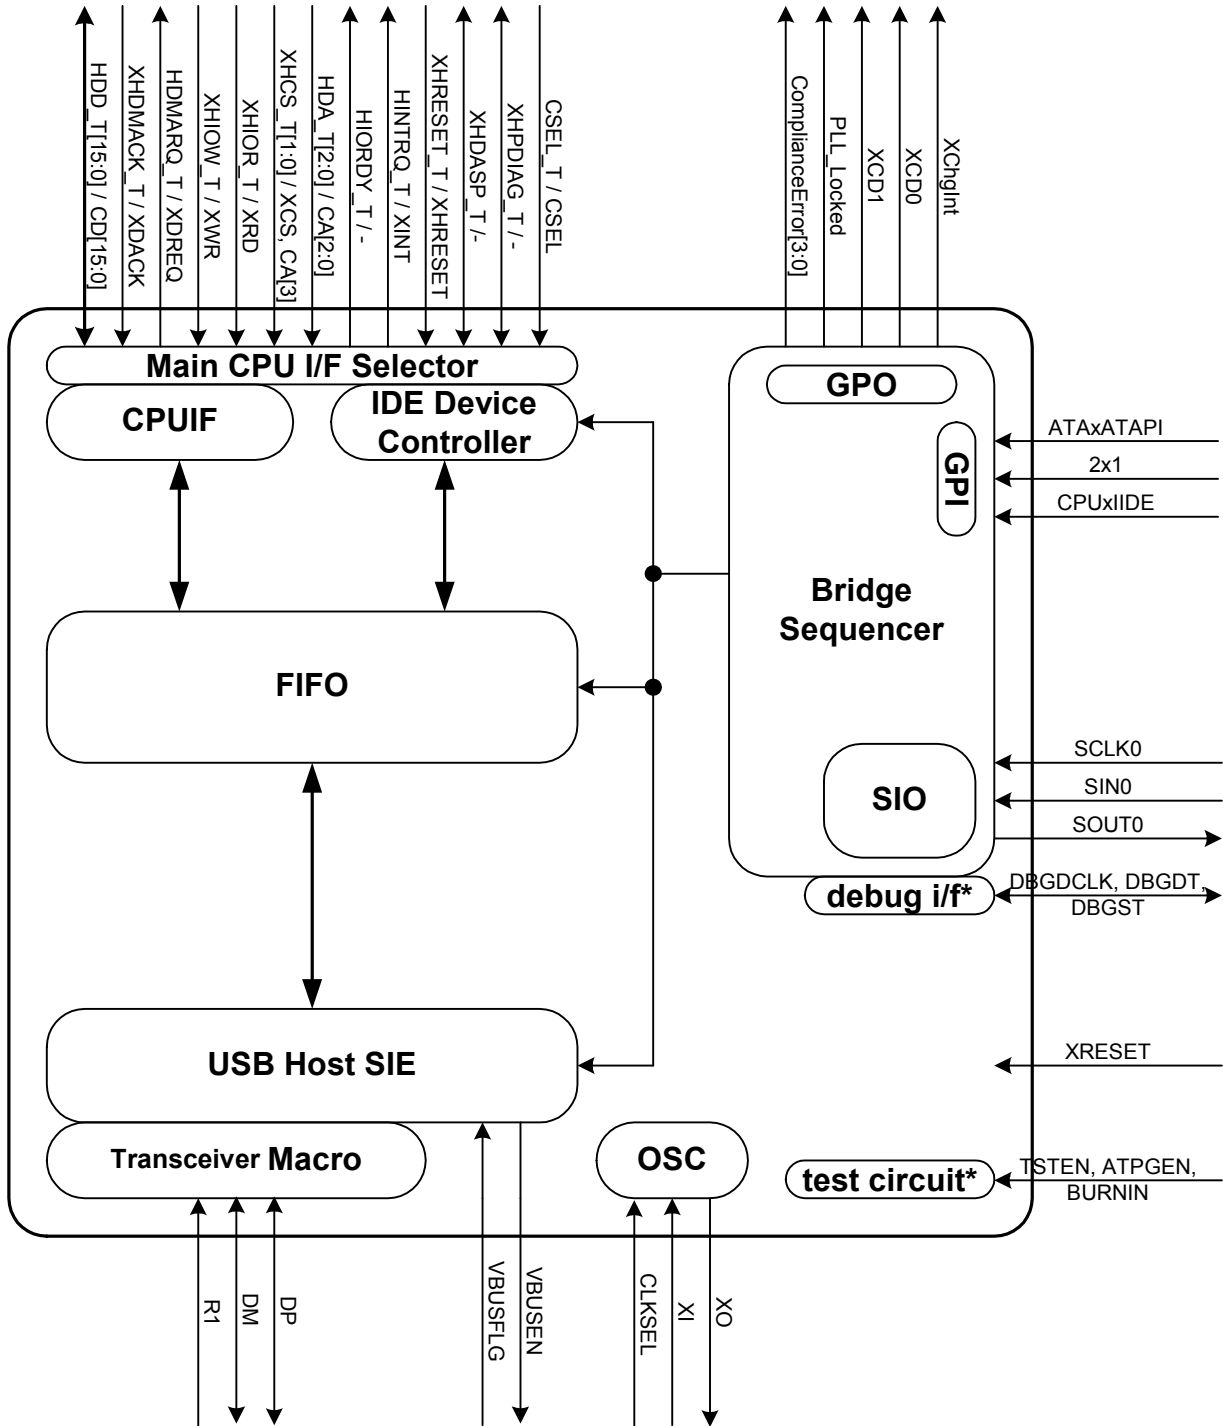 HDD_T[15:0] / CD[15:0]
XHDMACK_T / XDACK
HDMARQ_T / XDREQ
XHIOW_T / XWR
XHIOR_T / XRD
XHCS_T[1:0] / XCS, CA[3]
HDA_T[2:0] / CA[2:0]
HIORDY_T / -
HINTRQ_T / XINT
XHRESET_T / XHRESET
XHDASP_T /-
XHPDIAG_T / -
CSEL_T / CSEL
ComplianceError[3:0]
PLL_Locked
XCD1
XCD0
XChgInt
Main CPU I/F Selector
CPUIF
IDE Device
Controller
GPO
GPI
ATAxATAPI
2x1
CPUxIIDE
Bridge
Sequencer
FIFO
SIO
SCLK0
SIN0
SOUT0
debug i/f*
DBGDCLK, DBGDT,
DBGST
USB Host SIE
XRESET
Transceiver Macro
OSC
test circuit*
TSTEN, ATPGEN,
BURNIN
R1
DM
DP
VBUSFLG
VBUSEN
CLKSEL
XI
XO